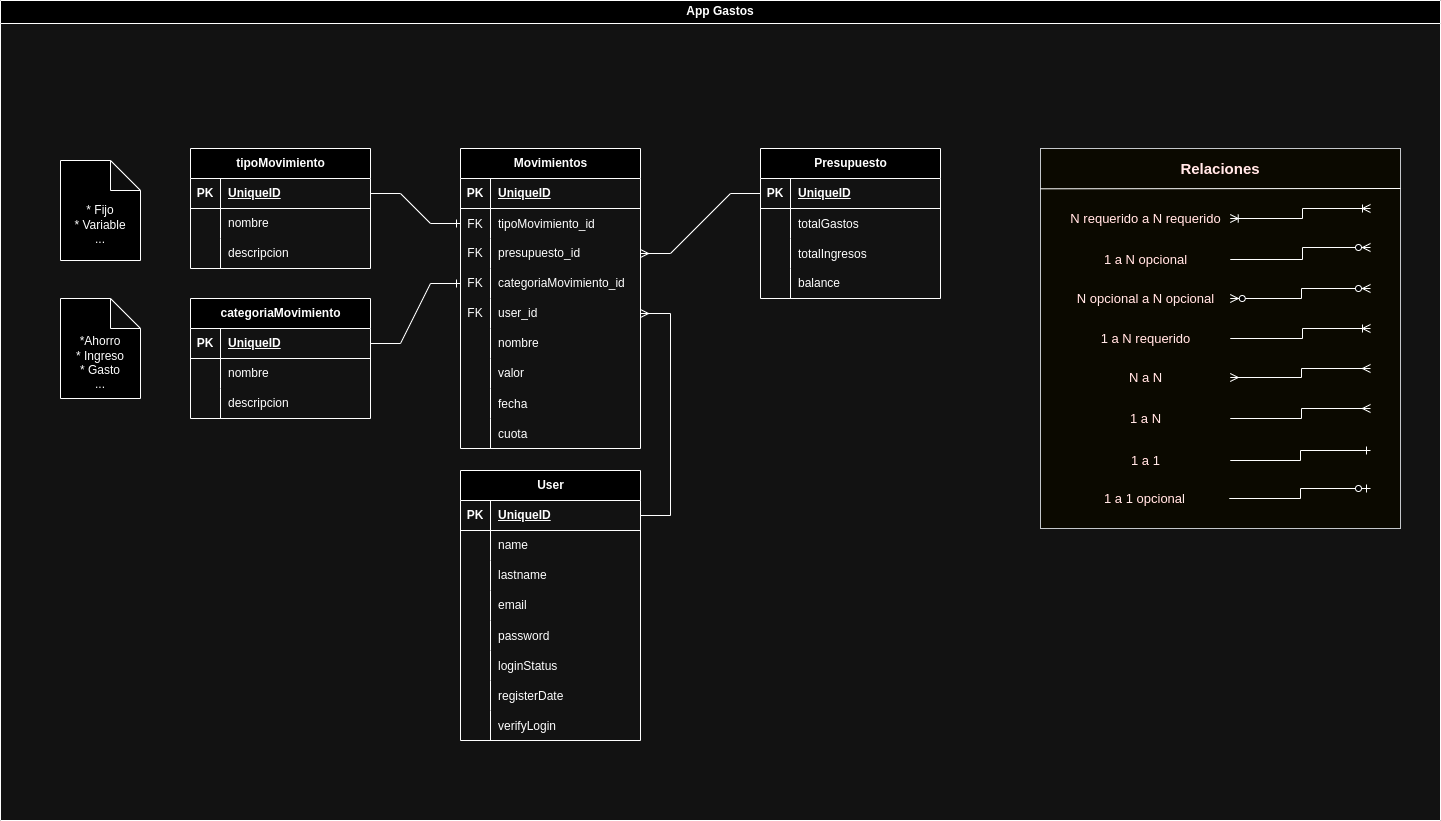 App Gastos
* Fijo
* Variable
...
*Ahorro
* Ingreso
* Gasto
...
tipoMovimiento
PK UniqueID
nombre
descripcion
categoriaMovimiento
PK UniqueID
nombre
descripcion
Movimientos
PK UniqueID
FK tipoMovimiento_id
FK presupuesto_id
FK categoriaMovimiento_id
FK user_id
nombre
valor
fecha
cuota
User
PK UniqueID
name
lastname
email
password
loginStatus
registerDate
verifyLogin
Presupuesto
PK UniqueID
totalGastos
totalIngresos
balance
Relaciones
N requerido a N requerido
1 a N opcional
N opcional a N opcional
1 a N requerido
N a N
1 a N
1 a 1
1 a 1 opcional